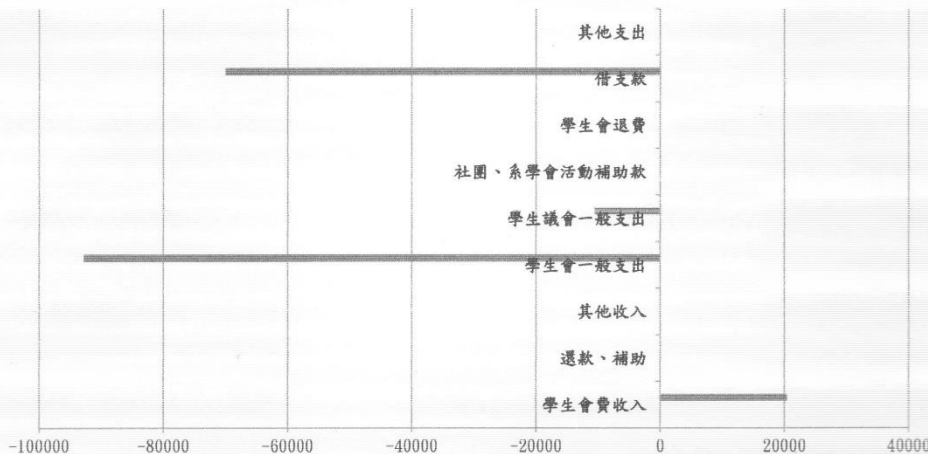 其他支出
借支款
學生會退費
社團、系學會活動補助款
學生議會一般支出
學生會一般支出
其他收入
還款、補助
學生會費收入
-100000 -80000 -60000 -40000 -20000 0 20000 40000